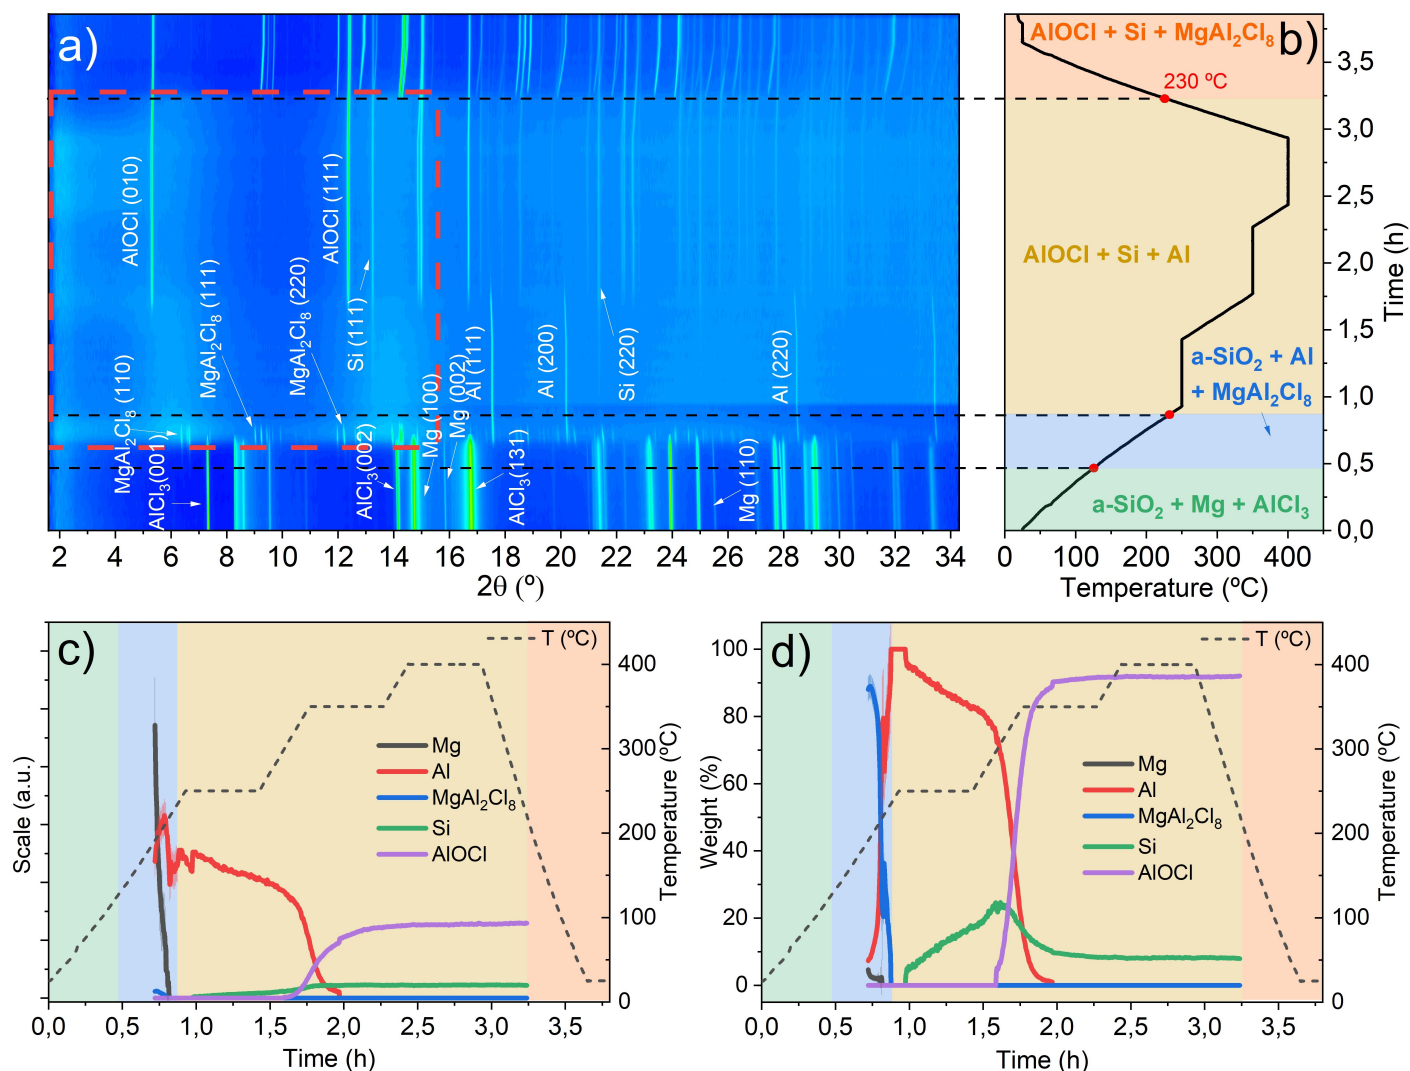 a)
AlOCl (010)
AlOCl (111)
MgAl2Cl8 (110)
MgAl2Cl8 (111)
MgAl2Cl8 (220)
Si (111)
AlCl3(001)
AlCl3(002)
Mg (100)
Mg (002)
Al (111)
AlCl3(131)
Al (200)
Si (220)
Mg (110)
Al (220)
2 4 6 8 10 12 14 16 18 20 22 24 26 28 30 32 34
2θ (º)
b)
AlOCl + Si + MgAl2Cl8
230 ºC
AlOCl + Si + Al
a-SiO2 + Al
+ MgAl2Cl8
a-SiO2 + Mg + AlCl3
3,5
3,0
2,5
2,0
1,5
1,0
0,5
0,0
Time (h)
0 100 200 300 400
Temperature (ºC)
c)
T (ºC)
Mg
Al
MgAl2Cl8
Si
AlOCl
Scale (a.u.)
400
300
200
100
0
Temperature (ºC)
0,0 0,5 1,0 1,5 2,0 2,5 3,0 3,5
Time (h)
d)
T (ºC)
Mg
Al
MgAl2Cl8
Si
AlOCl
100
80
60
40
20
0
Weight (%)
400
300
200
100
0
Temperature (ºC)
0,0 0,5 1,0 1,5 2,0 2,5 3,0 3,5
Time (h)